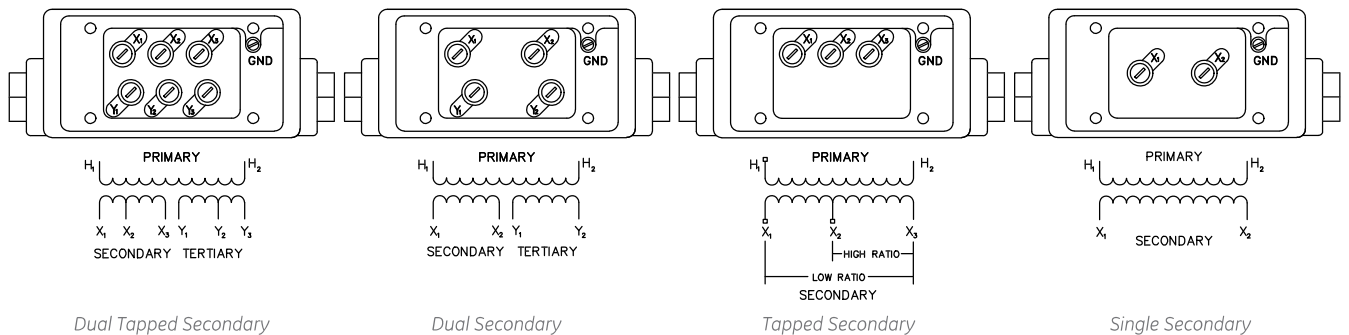 X₁ X₂ X₃
GND
Y₁ Y₂ Y₃
PRIMARY
H₁ H₂
X₁ X₂ X₃ Y₁ Y₂ Y₃
SECONDARY TERTIARY
Dual Tapped Secondary
X₁ X₂
GND
Y₁ Y₂
PRIMARY
H₁ H₂
X₁ X₂ Y₁ Y₂
SECONDARY TERTIARY
Dual Secondary
X₁ X₂ X₃
GND
PRIMARY
H₁ H₂
X₁ X₂ X₃
HIGH RATIO
LOW RATIO
SECONDARY
Tapped Secondary
X₁ X₂
GND
PRIMARY
H₁ H₂
X₁ X₂
SECONDARY
Single Secondary